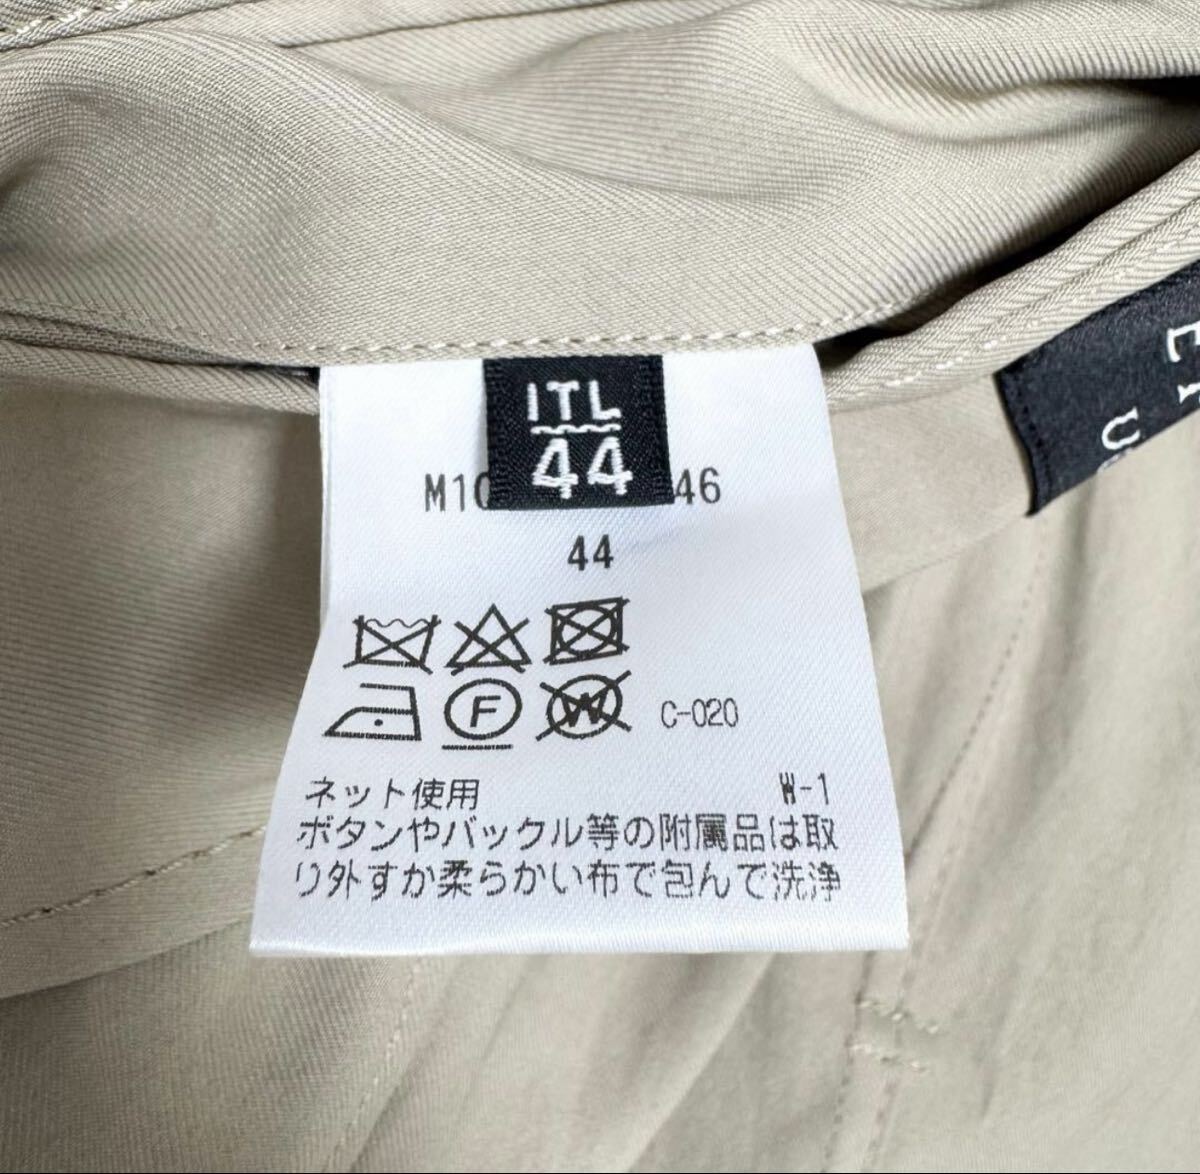 ITL
44
M10 46
44
F W C-020
ネット使用 W-1
ボタンやバックル等の附属品は取
り外すか柔らかい布で包んで洗浄